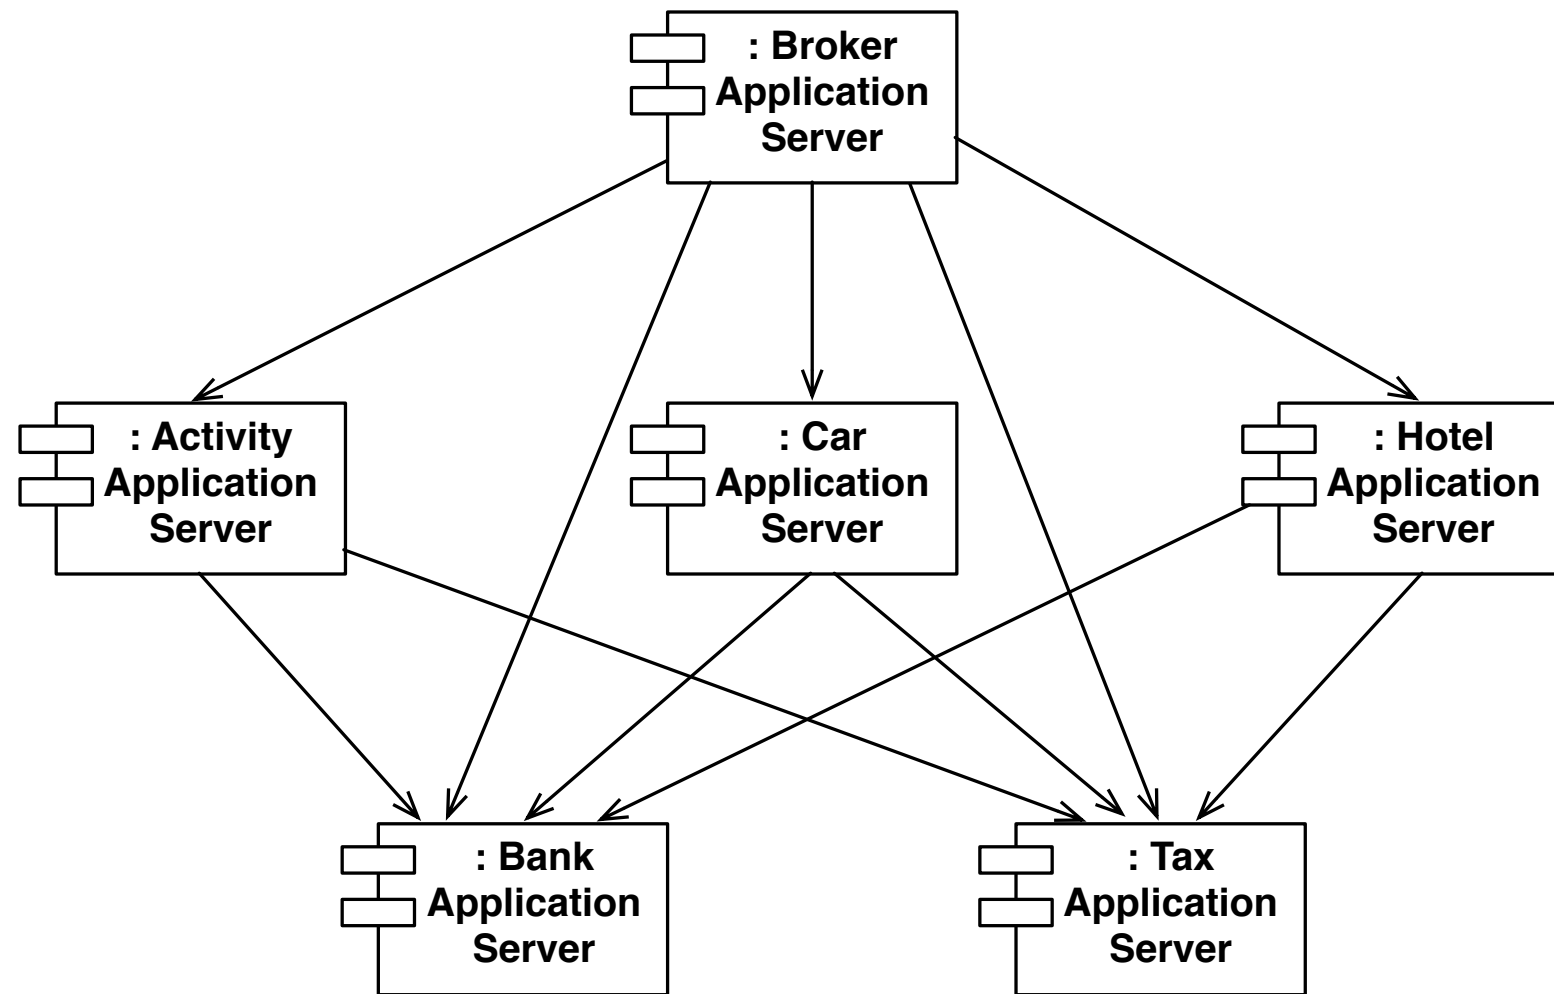 : Broker
Application
Server
: Activity
Application
Server
: Car
Application
Server
: Hotel
Application
Server
: Bank
Application
Server
: Tax
Application
Server